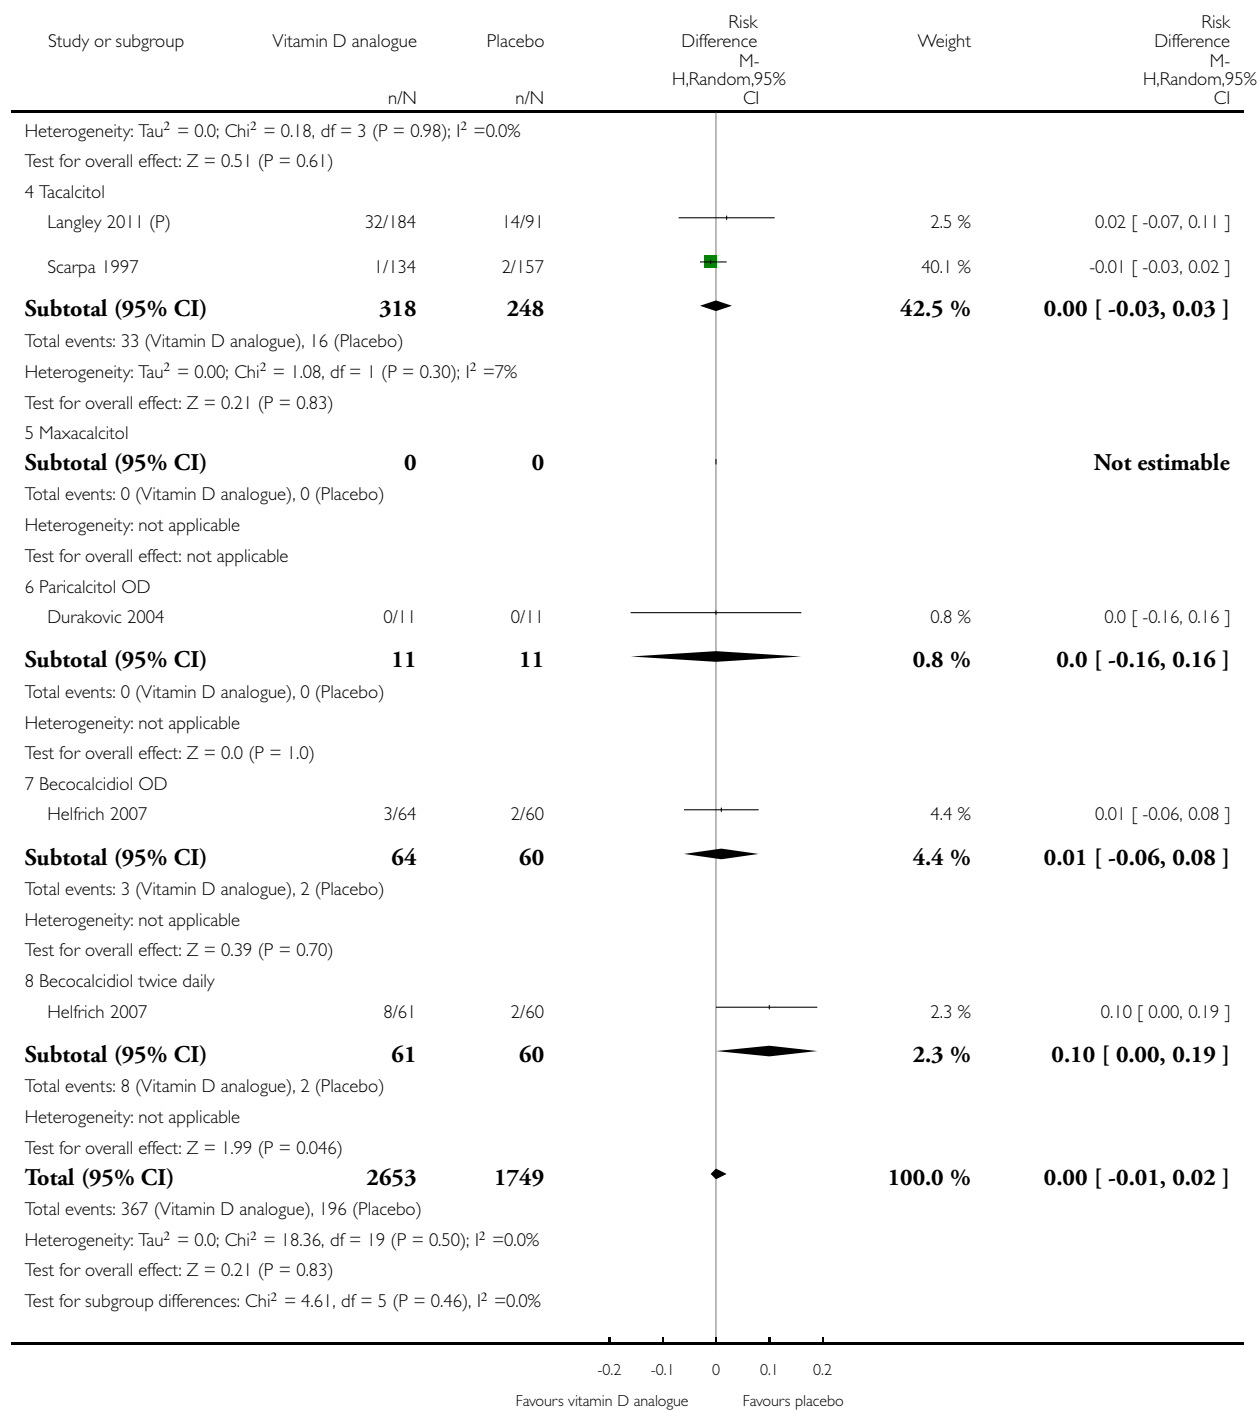 Study or subgroup Vitamin D analogue Placebo Risk Difference Weight Risk Difference
M-H,Random,95% CI M-H,Random,95% CI
n/N n/N
Heterogeneity: Tau² = 0.0; Chi² = 0.18, df = 3 (P = 0.98); I² =0.0%
Test for overall effect: Z = 0.51 (P = 0.61)
4 Tacalcitol
Langley 2011 (P) 32/184 14/91 2.5 % 0.02 [ -0.07, 0.11 ]
Scarpa 1997 1/134 2/157 40.1 % -0.01 [ -0.03, 0.02 ]
Subtotal (95% CI) 318 248 42.5 % 0.00 [ -0.03, 0.03 ]
Total events: 33 (Vitamin D analogue), 16 (Placebo)
Heterogeneity: Tau² = 0.00; Chi² = 1.08, df = 1 (P = 0.30); I² =7%
Test for overall effect: Z = 0.21 (P = 0.83)
5 Maxacalcitol
Subtotal (95% CI) 0 0 Not estimable
Total events: 0 (Vitamin D analogue), 0 (Placebo)
Heterogeneity: not applicable
Test for overall effect: not applicable
6 Paricalcitol OD
Durakovic 2004 0/11 0/11 0.8 % 0.0 [ -0.16, 0.16 ]
Subtotal (95% CI) 11 11 0.8 % 0.0 [ -0.16, 0.16 ]
Total events: 0 (Vitamin D analogue), 0 (Placebo)
Heterogeneity: not applicable
Test for overall effect: Z = 0.0 (P = 1.0)
7 Becocalcidiol OD
Helfrich 2007 3/64 2/60 4.4 % 0.01 [ -0.06, 0.08 ]
Subtotal (95% CI) 64 60 4.4 % 0.01 [ -0.06, 0.08 ]
Total events: 3 (Vitamin D analogue), 2 (Placebo)
Heterogeneity: not applicable
Test for overall effect: Z = 0.39 (P = 0.70)
8 Becocalcidiol twice daily
Helfrich 2007 8/61 2/60 2.3 % 0.10 [ 0.00, 0.19 ]
Subtotal (95% CI) 61 60 2.3 % 0.10 [ 0.00, 0.19 ]
Total events: 8 (Vitamin D analogue), 2 (Placebo)
Heterogeneity: not applicable
Test for overall effect: Z = 1.99 (P = 0.046)
Total (95% CI) 2653 1749 100.0 % 0.00 [ -0.01, 0.02 ]
Total events: 367 (Vitamin D analogue), 196 (Placebo)
Heterogeneity: Tau² = 0.0; Chi² = 18.36, df = 19 (P = 0.50); I² =0.0%
Test for overall effect: Z = 0.21 (P = 0.83)
Test for subgroup differences: Chi² = 4.61, df = 5 (P = 0.46), I² =0.0%
-0.2 -0.1 0 0.1 0.2
Favours vitamin D analogue Favours placebo